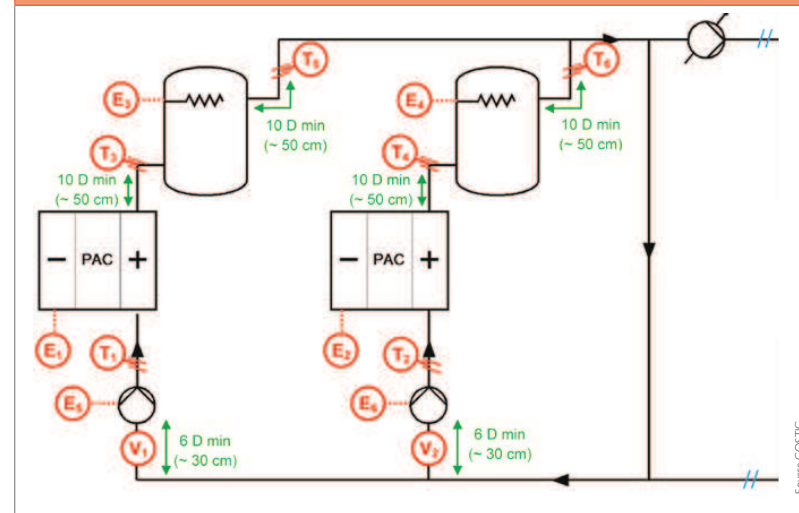 T5
T6
E3
E4
10 D min
(~ 50 cm)
10 D min
(~ 50 cm)
T3
T4
10 D min
(~ 50 cm)
10 D min
(~ 50 cm)
− PAC +
− PAC +
E1
T1
E2
T2
E5
E6
V1
6 D min
(~ 30 cm)
V2
6 D min
(~ 30 cm)
Source COSTIC